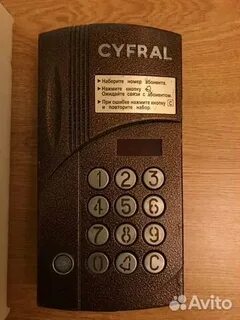 CYFRAL
Наберите номер абонента.
Нажмите кнопку
Ожидайте связи с абонентом.
При ошибке нажмите кнопку C
и повторите набор.
1 2 3
4 5 6
7 8 9
0 C
Avito